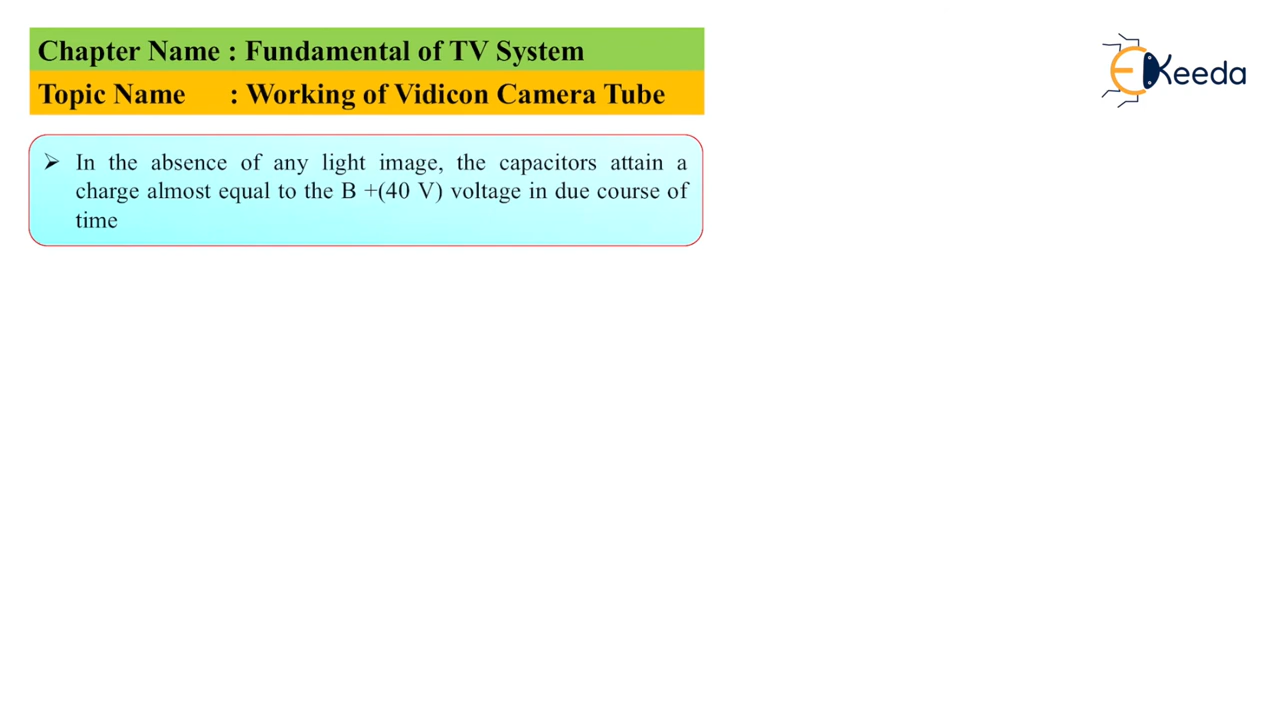 Chapter Name : Fundamental of TV System
Topic Name : Working of Vidicon Camera Tube
EKeeda
➢ In the absence of any light image, the capacitors attain a
charge almost equal to the B +(40 V) voltage in due course of
time